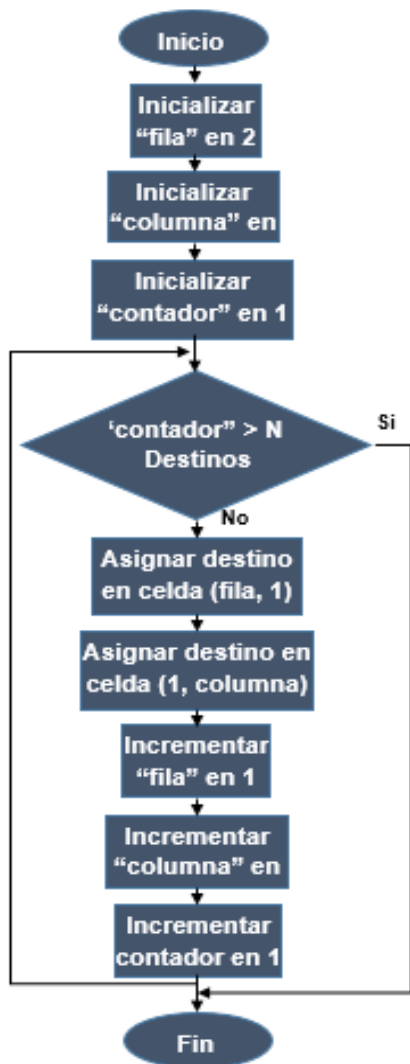 Inicio
Inicializar
“fila” en 2
Inicializar
“columna” en
Inicializar
“contador” en 1
‘contador” > N
Destinos
Si
No
Asignar destino
en celda (fila, 1)
Asignar destino en
celda (1, columna)
Incrementar
“fila” en 1
Incrementar
“columna” en
Incrementar
contador en 1
Fin